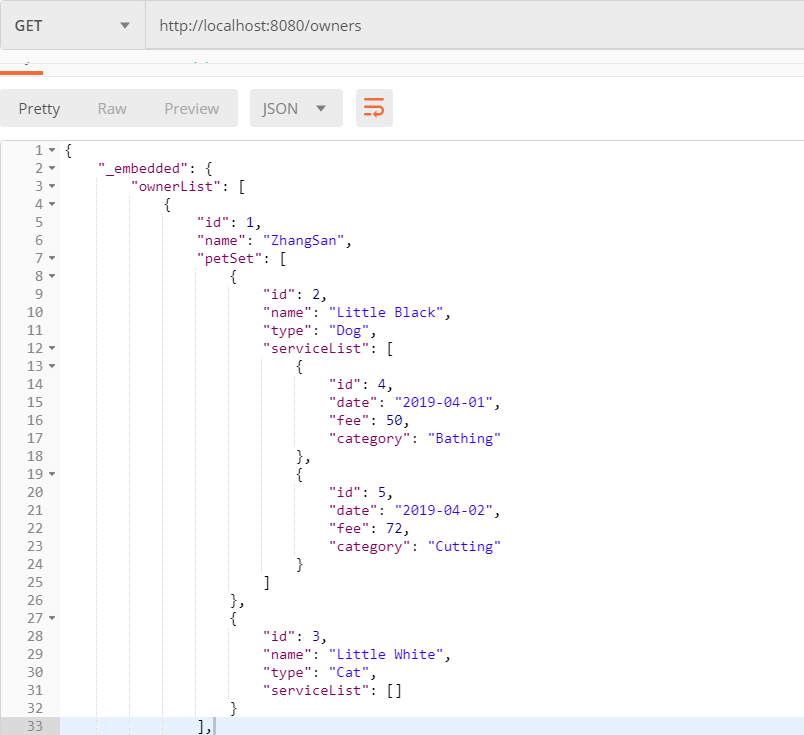 GET http://localhost:8080/owners
Pretty Raw Preview JSON
1 {
2 "_embedded": {
3 "ownerList": [
4 {
5 "id": 1,
6 "name": "ZhangSan",
7 "petSet": [
8 {
9 "id": 2,
10 "name": "Little Black",
11 "type": "Dog",
12 "serviceList": [
13 {
14 "id": 4,
15 "date": "2019-04-01",
16 "fee": 50,
17 "category": "Bathing"
18 },
19 {
20 "id": 5,
21 "date": "2019-04-02",
22 "fee": 72,
23 "category": "Cutting"
24 }
25 ]
26 },
27 {
28 "id": 3,
29 "name": "Little White",
30 "type": "Cat",
31 "serviceList": []
32 }
33 ],